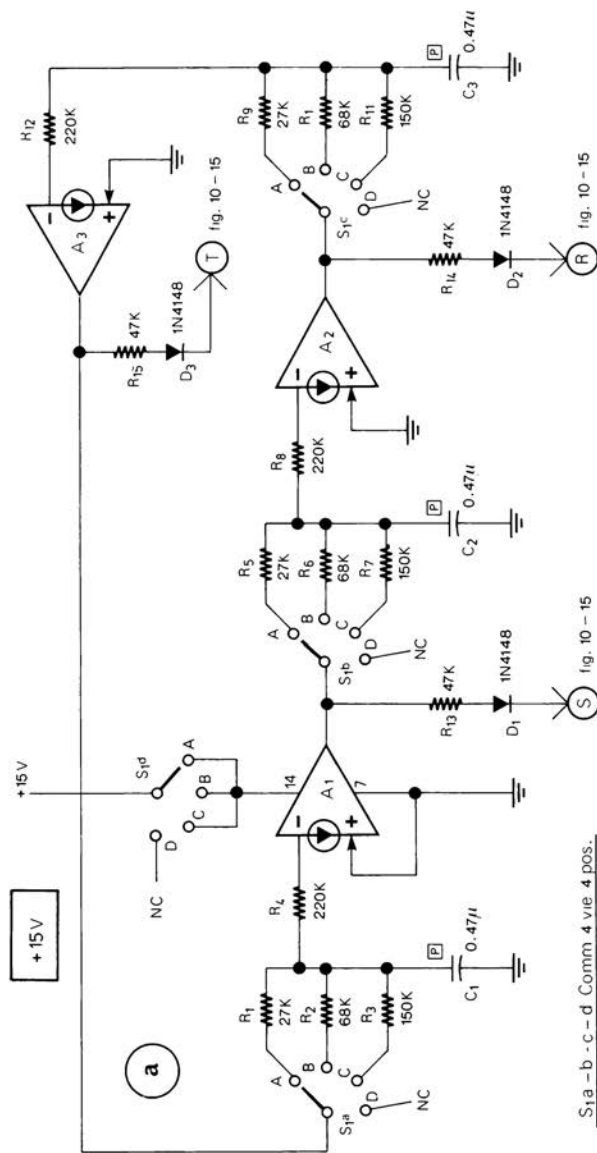 R12
220K
A3
−
+
R15
47K
1N4148
D3
T
fig. 10-15
+15V
+15V
S1d
A
B
C
D
NC
a
R1
27K
R2
68K
R3
150K
A
B
C
D
S1a
NC
P
0.47µ
C1
R4
220K
−
+
A1
14
7
R13
47K
1N4148
D1
S
fig. 10-15
R5
27K
R6
68K
R7
150K
A
B
C
D
S1b
NC
P
0.47µ
C2
R8
220K
−
+
A2
R14
47K
1N4148
D2
R
fig. 10-15
R9
27K
R1
68K
R11
150K
A
B
C
D
S1c
NC
P
0.47µ
C3
S1a-b-c-d Comm 4 vie 4 pos.